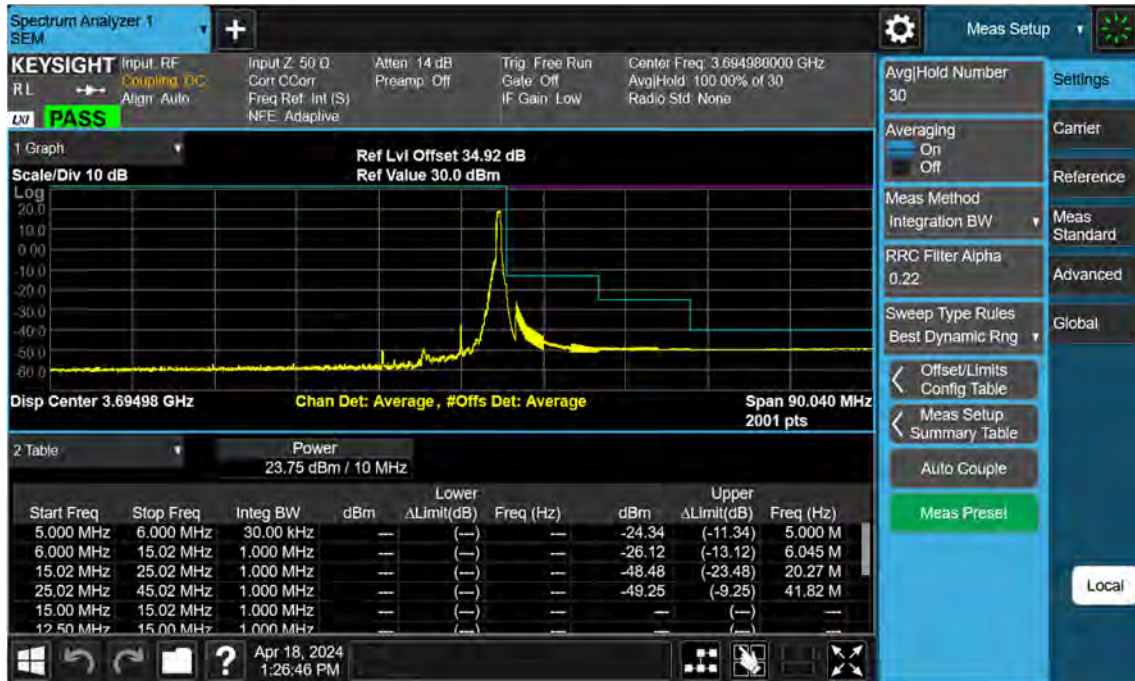 Spectrum Analyzer 1
SEM
Meas Setup
KEYSIGHT
Input: RF
Coupling: DC
Align: Auto
Input Z: 50 Ω
Corr CCorr
Freq Ref: Int (S)
NFE: Adaptive
Atten: 14 dB
Preamp: Off
Trig: Free Run
Gate: Off
IF Gain: Low
Center Freq: 3.694980000 GHz
Avg|Hold: 100.00% of 30
Radio Std: None
RL
LXI
PASS
1 Graph
Scale/Div 10 dB
Ref Lvl Offset 34.92 dB
Ref Value 30.0 dBm
Log
20.0
10.0
0.00
-10.0
-20.0
-30.0
-40.0
-50.0
-60.0
Disp Center 3.69498 GHz
Chan Det: Average, #Offs Det: Average
Span 90.040 MHz
2001 pts
2 Table
Power
23.75 dBm / 10 MHz
Lower Upper
Start Freq Stop Freq Integ BW dBm ΔLimit(dB) Freq (Hz) dBm ΔLimit(dB) Freq (Hz)
5.000 MHz 6.000 MHz 30.00 kHz --- (---) --- -24.34 (-11.34) 5.000 M
6.000 MHz 15.02 MHz 1.000 MHz --- (---) --- -26.12 (-13.12) 6.045 M
15.02 MHz 25.02 MHz 1.000 MHz --- (---) --- -48.48 (-23.48) 20.27 M
25.02 MHz 45.02 MHz 1.000 MHz --- (---) --- -49.25 (-9.25) 41.82 M
15.00 MHz 15.02 MHz 1.000 MHz --- (---) --- --- (---) ---
12.50 MHz 15.00 MHz 1.000 MHz --- (---) --- --- (---) ---
Apr 18, 2024
1:26:46 PM
Avg|Hold Number
30
Averaging
On
Off
Meas Method
Integration BW
RRC Filter Alpha
0.22
Sweep Type Rules
Best Dynamic Rng
Offset/Limits
Config Table
Meas Setup
Summary Table
Auto Couple
Meas Preset
Settings
Carrier
Reference
Meas
Standard
Advanced
Global
Local